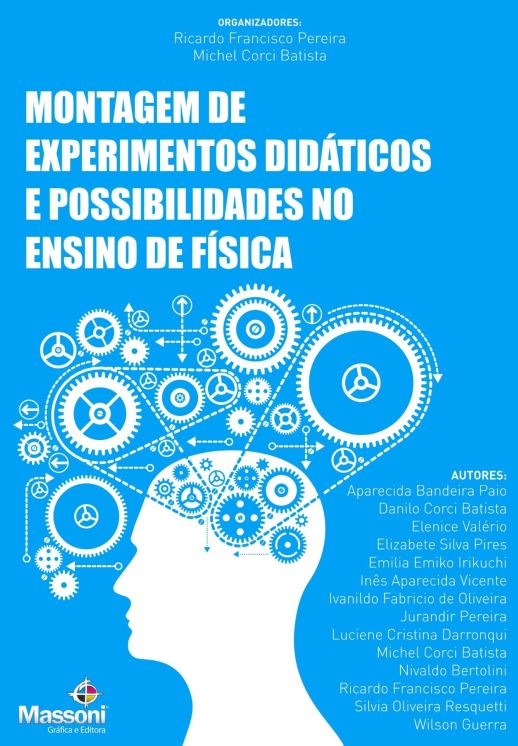 ORGANIZADORES:
Ricardo Francisco Pereira
Michel Corci Batista
MONTAGEM DE
EXPERIMENTOS DIDÁTICOS
E POSSIBILIDADES NO
ENSINO DE FÍSICA
AUTORES:
Aparecida Bandeira Paio
Danilo Corci Batista
Elenice Valério
Elizabete Silva Pires
Emilia Emiko Irikuchi
Inês Aparecida Vicente
Ivanildo Fabricio de Oliveira
Jurandir Pereira
Luciene Cristina Darronqui
Michel Corci Batista
Nivaldo Bertolini
Ricardo Francisco Pereira
Silvia Oliveira Resquetti
Wilson Guerra
Massoni
Gráfica e Editora